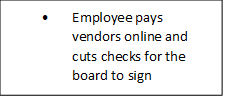 • Employee pays
vendors online and
cuts checks for the
board to sign